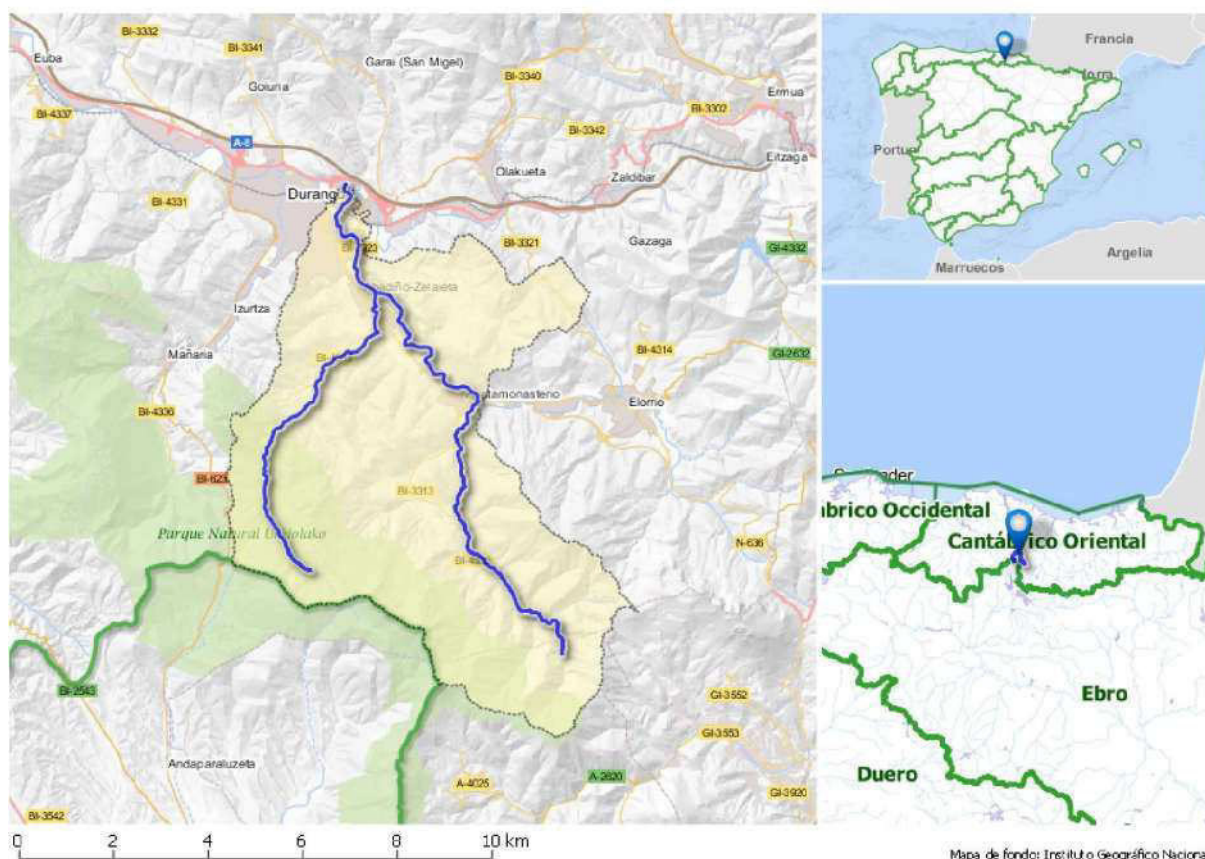 BI-3332
BI-3341
Euba
Garai (San Migel)
Goiuria
BI-3340
Ermua
BI-3302
BI-4337
BI-3342
A-8
Eitzaga
Olakueta
Zaldibar
Durang
BI-4331
BI-3321
Gazaga
GI-4332
Izurtza
Mañaria
BI-4314
GI-2632
Elorrio
BI-4336
BI-623
BI-3313
Parque Natural
N-636
BI-2543
GI-3552
GI-3553
Andaparaluzeta
A-4025
A-2620
GI-3920
BI-3542
0 2 4 6 8 10 km
Francia
Marruecos
Argelia
Cantábrico Oriental
Ebro
Duero
Mapa de fondo: Instituto Geográfico Naciona